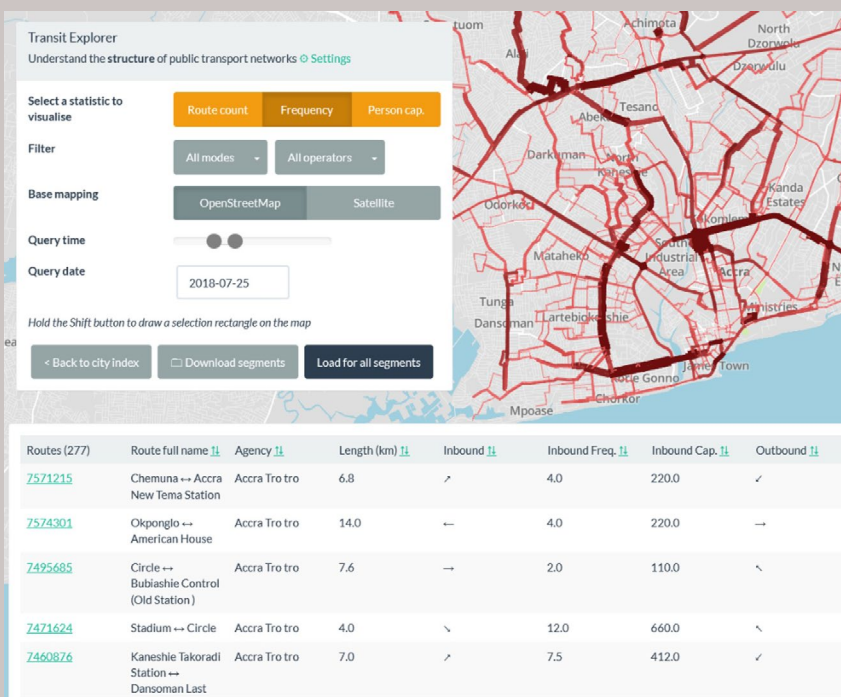 Transit Explorer
Understand the structure of public transport networks Settings
Select a statistic to
visualise
Route count Frequency Person cap.
Filter
All modes All operators
Base mapping
OpenStreetMap Satellite
Query time
Query date
2018-07-25
Hold the Shift button to draw a selection rectangle on the map
< Back to city index Download segments Load for all segments
Achimota
North
Dzorwulu
Dzorwulu
Tesano
Darkuman
North
Kaneshie
Odorkor
Kanda
Estates
Mataheko
South
Industrial
Area
Accra
Tunga
Dansoman
Ministries
James Town
Korle Gonno
Chorkor
Mpoase
Routes (277) Route full name Agency Length (km) Inbound Inbound Freq. Inbound Cap. Outbound
7571215 Chemuna ↔ Accra Accra Tro tro 6.8 ↗ 4.0 220.0 ↙
New Tema Station
7574301 Okponglo ↔ Accra Tro tro 14.0 ← 4.0 220.0 →
American House
7495685 Circle ↔ Accra Tro tro 7.6 → 2.0 110.0 ↖
Bubiashie Control
(Old Station )
7471624 Stadium ↔ Circle Accra Tro tro 4.0 ↘ 12.0 660.0 ↖
7460876 Kaneshie Takoradi Accra Tro tro 7.0 ↗ 7.5 412.0 ↙
Station ↔
Dansoman Last